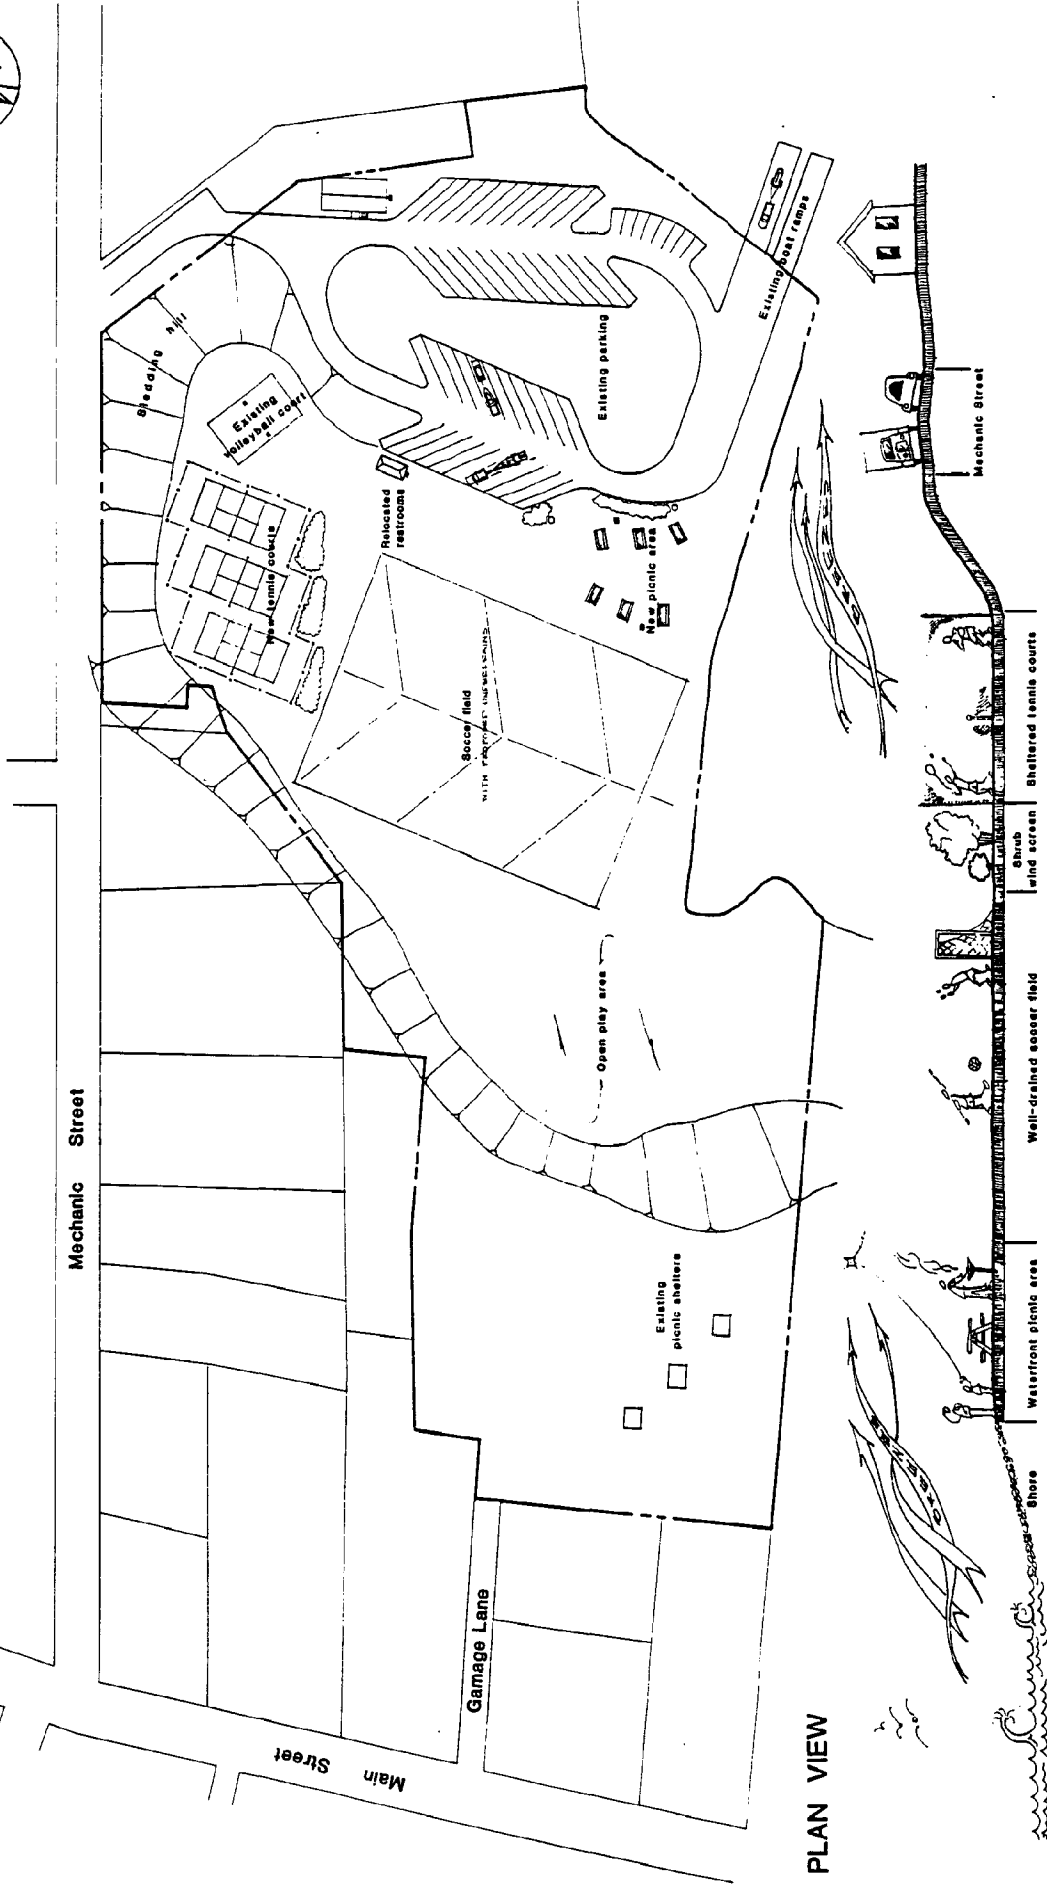 Mechanic Street
Main Street
Gamage Lane
Sledding hill
Existing
volleyball court
New tennis courts
Relocated
restrooms
Existing parking
Existing boat ramps
New picnic area
Soccer field
Open play area
Existing
picnic shelters
PLAN VIEW
Shore
Waterfront picnic area
Well-drained soccer field
Shrub
wind screen
Sheltered tennis courts
Mechanic Street